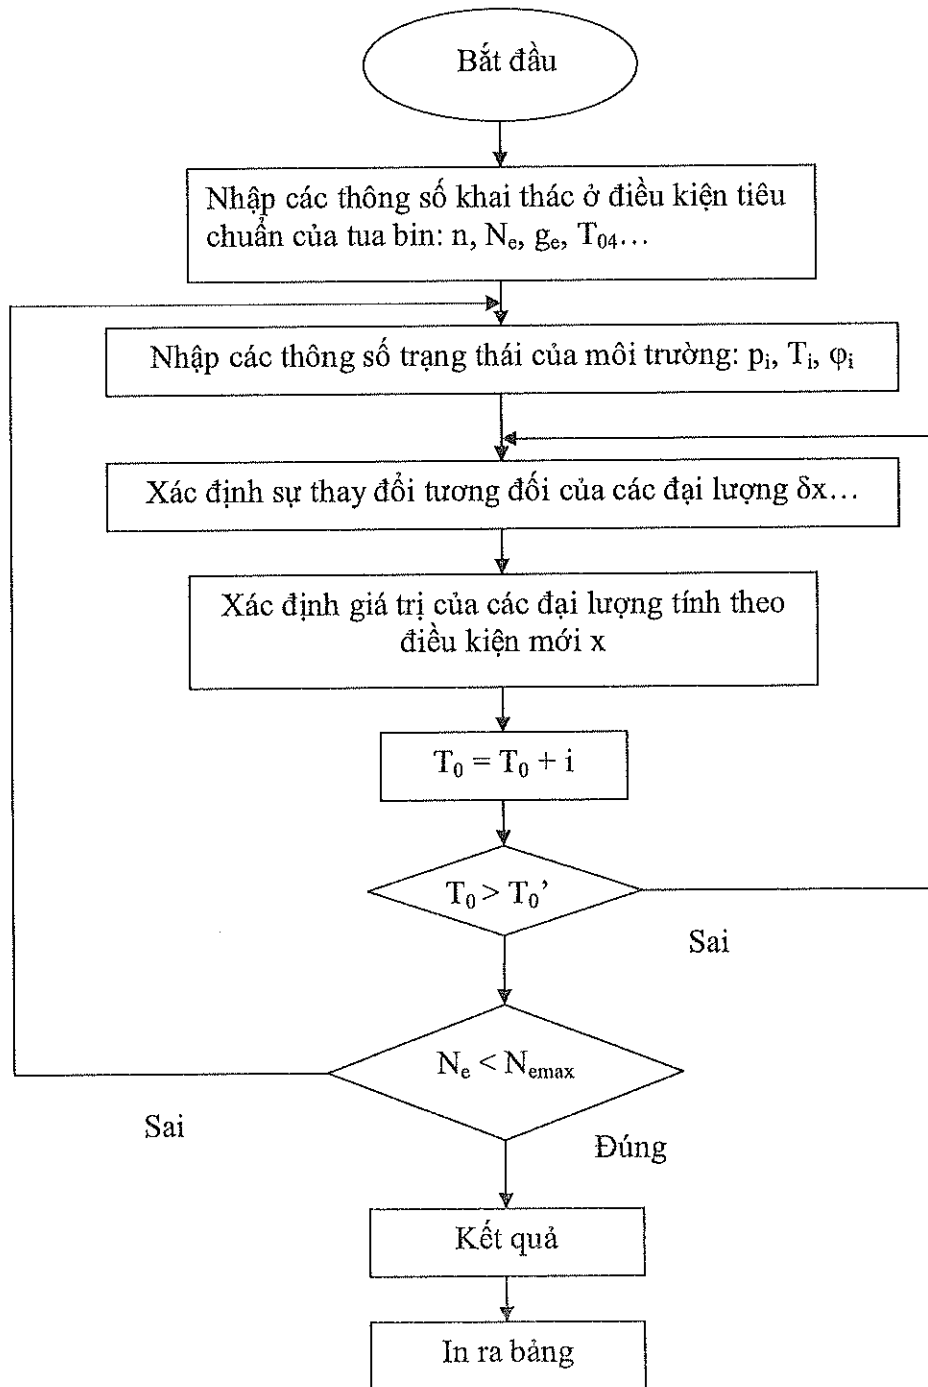 Bắt đầu
Nhập các thông số khai thác ở điều kiện tiêu
chuẩn của tua bin: n, Nₑ, gₑ, T₀₄…
Nhập các thông số trạng thái của môi trường: pᵢ, Tᵢ, φᵢ
Xác định sự thay đổi tương đối của các đại lượng δx…
Xác định giá trị của các đại lượng tính theo
điều kiện mới x
T₀ = T₀ + i
T₀ > T₀’
Sai
Nₑ < Nₑₘₐₓ
Sai
Đúng
Kết quả
In ra bảng